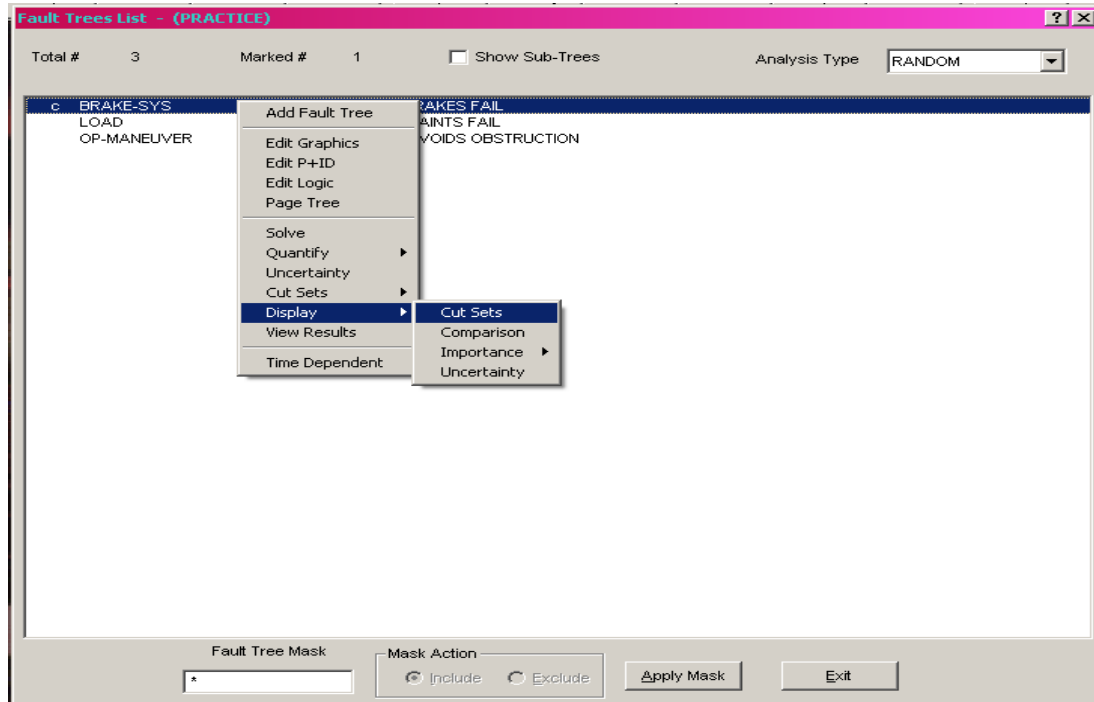 Fault Trees List - (PRACTICE)
Total # 3 Marked # 1 Show Sub-Trees Analysis Type RANDOM
c BRAKE-SYS RAKES FAIL
LOAD AINTS FAIL
OP-MANEUVER VOIDS OBSTRUCTION
Add Fault Tree
Edit Graphics
Edit P+ID
Edit Logic
Page Tree
Solve
Quantify
Uncertainty
Cut Sets
Display
View Results
Time Dependent
Cut Sets
Comparison
Importance
Uncertainty
Fault Tree Mask
*
Mask Action
Include Exclude
Apply Mask
Exit